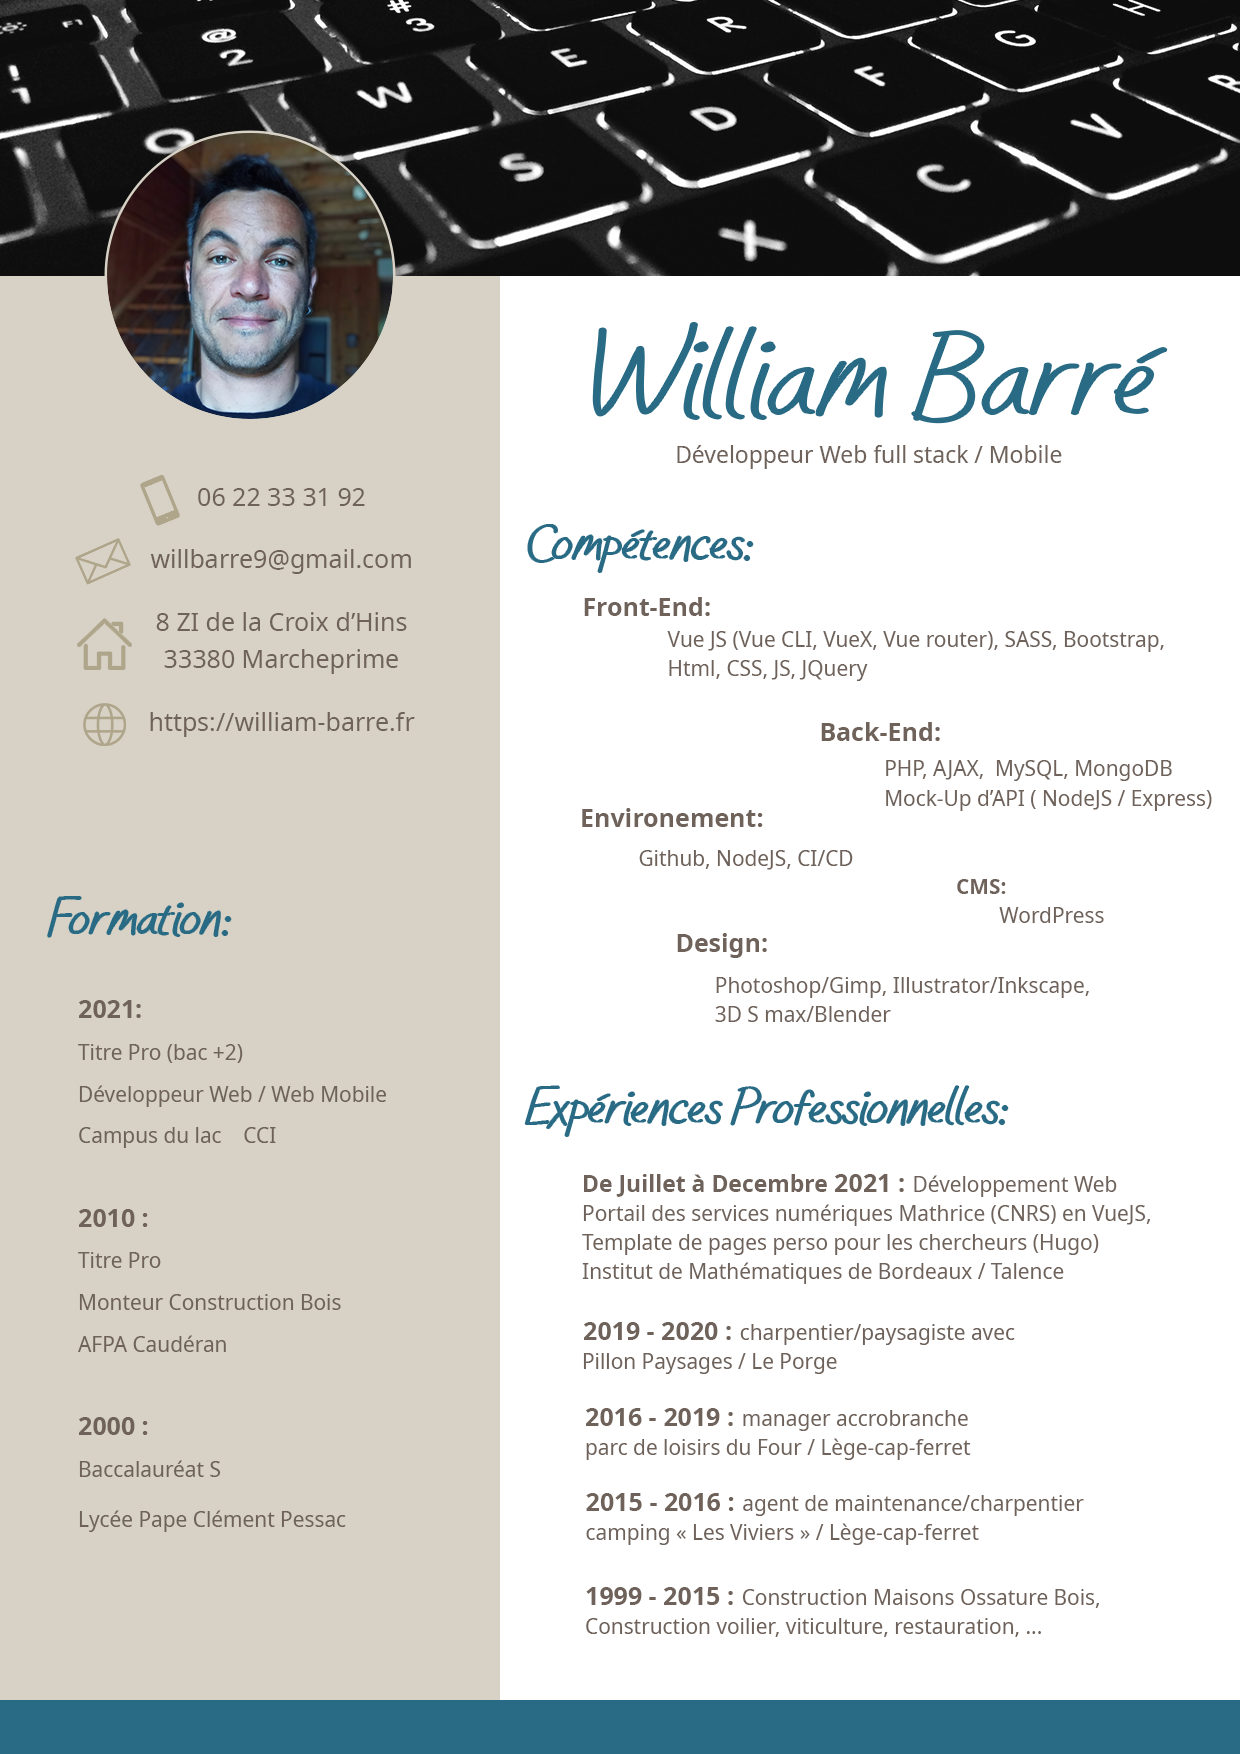 F1
@
2
#
3
E
R
G
H
!
1
Q
W
S
D
F
V
X
C
William Barré
Développeur Web full stack / Mobile
06 22 33 31 92
willbarre9@gmail.com
8 ZI de la Croix d’Hins
33380 Marcheprime
https://william-barre.fr
Formation:
2021:
Titre Pro (bac +2)
Développeur Web / Web Mobile
Campus du lac CCI
2010 :
Titre Pro
Monteur Construction Bois
AFPA Caudéran
2000 :
Baccalauréat S
Lycée Pape Clément Pessac
Compétences:
Front-End:
Vue JS (Vue CLI, VueX, Vue router), SASS, Bootstrap,
Html, CSS, JS, JQuery
Back-End:
PHP, AJAX, MySQL, MongoDB
Mock-Up d’API ( NodeJS / Express)
Environement:
Github, NodeJS, CI/CD
CMS:
WordPress
Design:
Photoshop/Gimp, Illustrator/Inkscape,
3D S max/Blender
Expériences Professionnelles:
De Juillet à Decembre 2021 : Développement Web
Portail des services numériques Mathrice (CNRS) en VueJS,
Template de pages perso pour les chercheurs (Hugo)
Institut de Mathématiques de Bordeaux / Talence
2019 - 2020 : charpentier/paysagiste avec
Pillon Paysages / Le Porge
2016 - 2019 : manager accrobranche
parc de loisirs du Four / Lège-cap-ferret
2015 - 2016 : agent de maintenance/charpentier
camping « Les Viviers » / Lège-cap-ferret
1999 - 2015 : Construction Maisons Ossature Bois,
Construction voilier, viticulture, restauration, ...